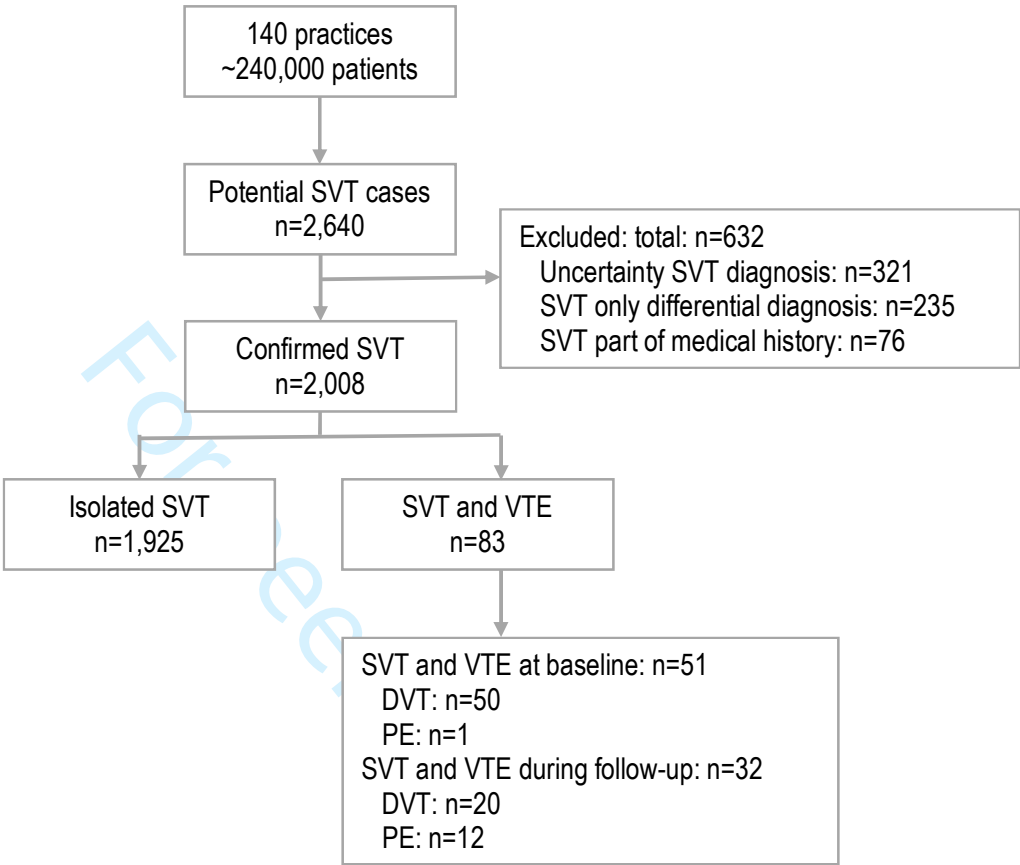 140 practices
~240,000 patients
Potential SVT cases
n=2,640
Excluded: total: n=632
Uncertainty SVT diagnosis: n=321
SVT only differential diagnosis: n=235
SVT part of medical history: n=76
Confirmed SVT
n=2,008
Isolated SVT
n=1,925
SVT and VTE
n=83
SVT and VTE at baseline: n=51
DVT: n=50
PE: n=1
SVT and VTE during follow-up: n=32
DVT: n=20
PE: n=12